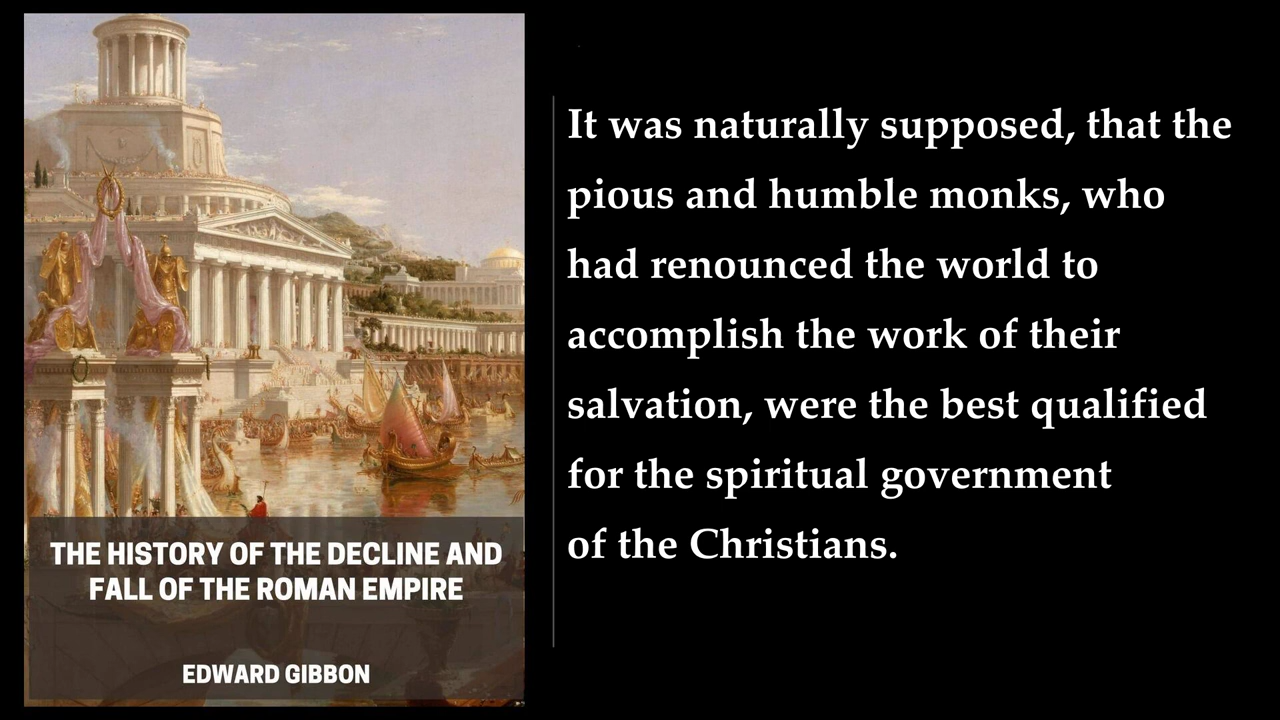 THE HISTORY OF THE DECLINE AND
FALL OF THE ROMAN EMPIRE
EDWARD GIBBON
It was naturally supposed, that the
pious and humble monks, who
had renounced the world to
accomplish the work of their
salvation, were the best qualified
for the spiritual government
of the Christians.